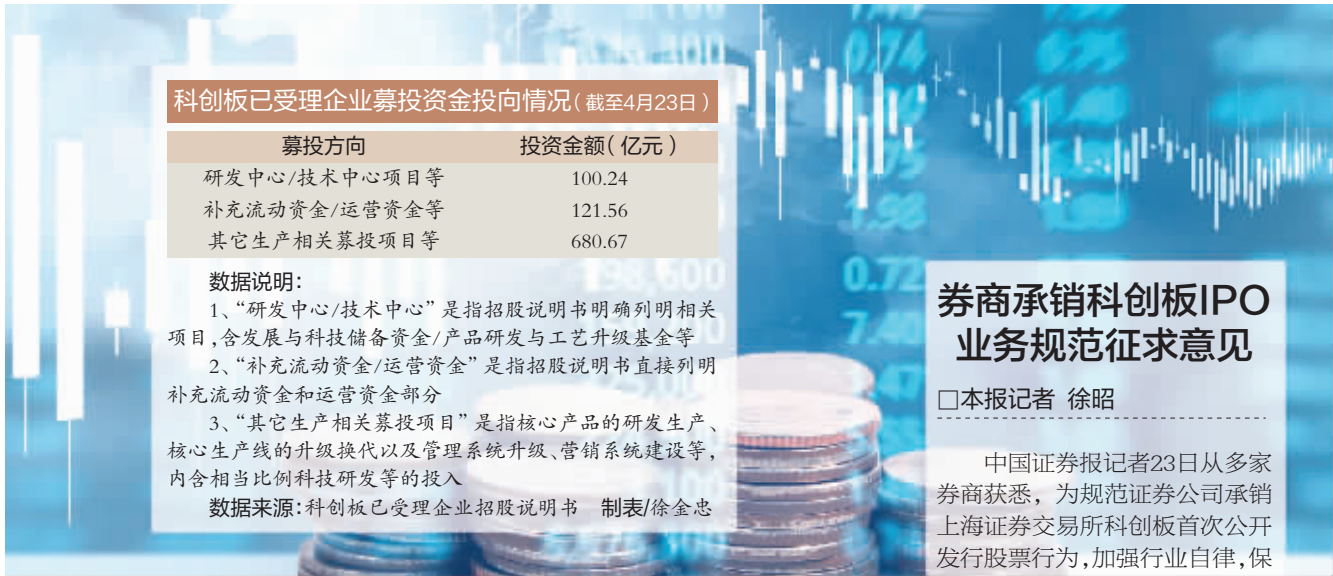 科创板已受理企业募投资金投向情况(截至4月23日)
募投方向 投资金额(亿元)
研发中心/技术中心项目等 100.24
补充流动资金/运营资金等 121.56
其它生产相关募投项目等 680.67
数据说明:
1、“研发中心/技术中心”是指招股说明书明确列明相关
项目,含发展与科技储备资金/产品研发与工艺升级基金等
2、“补充流动资金/运营资金”是指招股说明书直接列明
补充流动资金和运营资金部分
3、“其它生产相关募投项目”是指核心产品的研发生产、
核心生产线的升级换代以及管理系统升级、营销系统建设等,
内含相当比例科技研发等的投入
数据来源:科创板已受理企业招股说明书 制表/徐金忠
0.74
1.98
198,600
0.72
券商承销科创板IPO
业务规范征求意见
□本报记者 徐昭
中国证券报记者23日从多家
券商获悉，为规范证券公司承销
上海证券交易所科创板首次公开
发行股票行为,加强行业自律,保